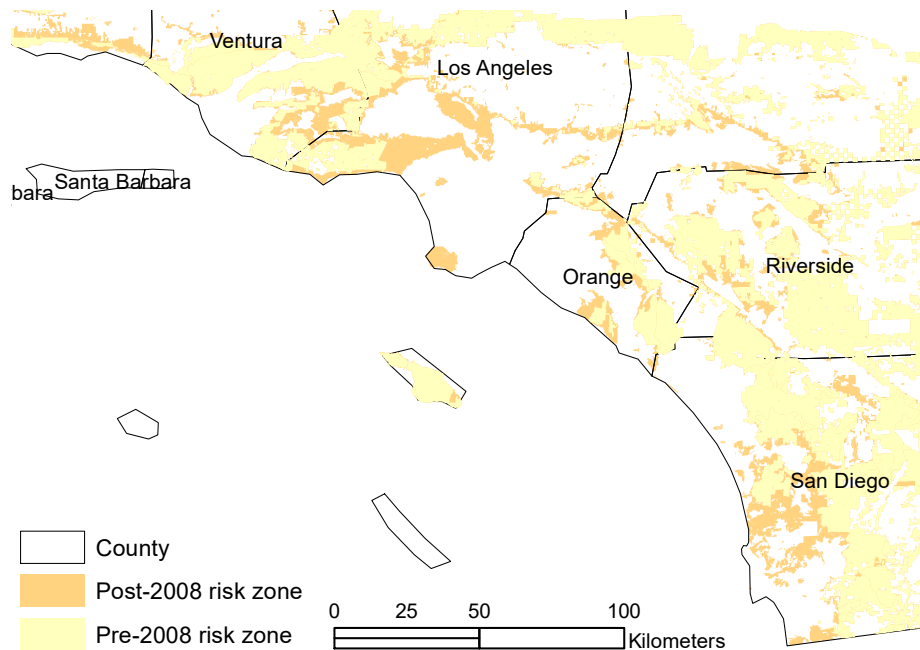 Ventura
Los Angeles
Santa Barbara
bara
Orange
Riverside
San Diego
County
Post-2008 risk zone
Pre-2008 risk zone
0 25 50 100
Kilometers